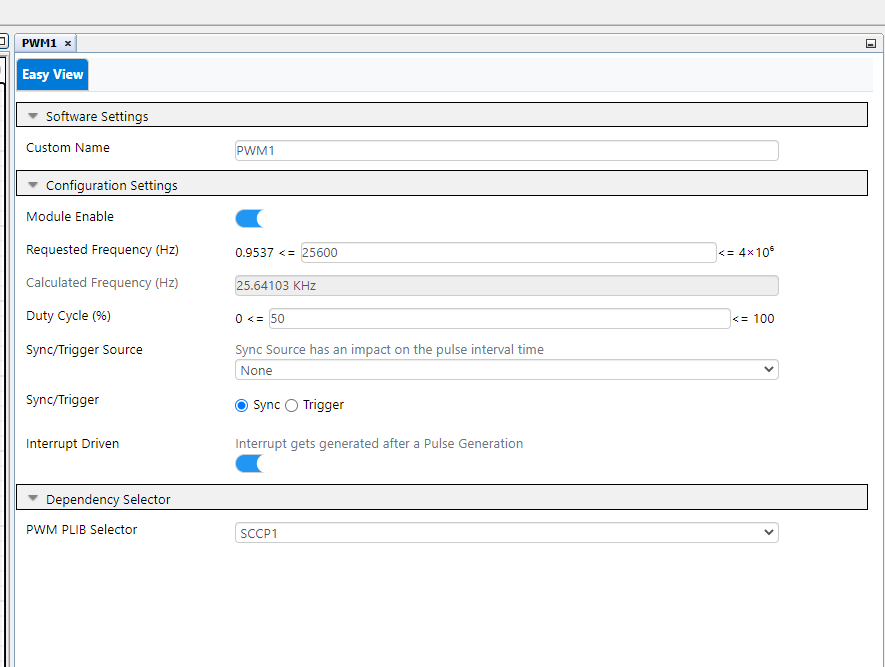 PWM1 ×
Easy View
Software Settings
Custom Name PWM1
Configuration Settings
Module Enable
Requested Frequency (Hz) 0.9537 <= 25600 <= 4×10⁶
Calculated Frequency (Hz) 25.64103 KHz
Duty Cycle (%) 0 <= 50 <= 100
Sync/Trigger Source Sync Source has an impact on the pulse interval time
None
Sync/Trigger Sync Trigger
Interrupt Driven Interrupt gets generated after a Pulse Generation
Dependency Selector
PWM PLIB Selector SCCP1